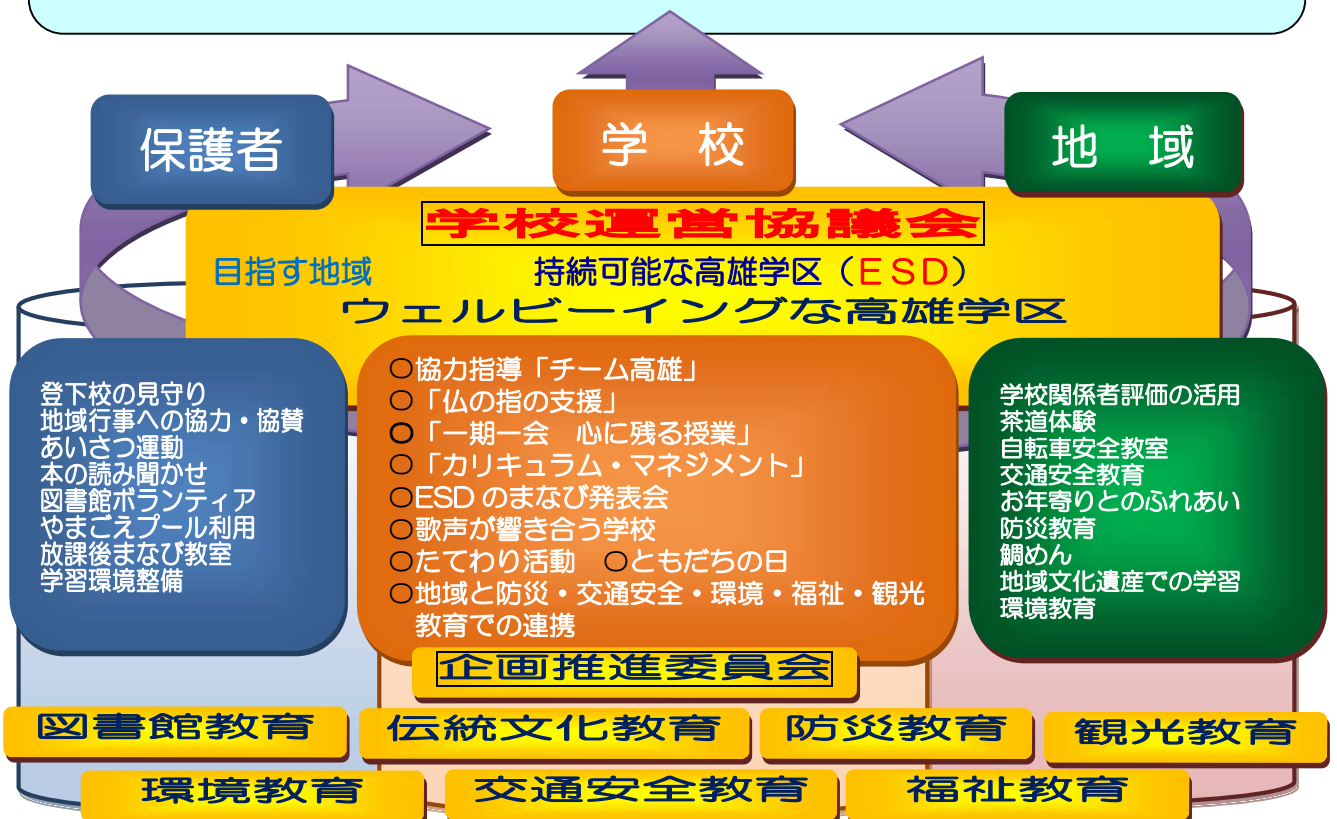 保護者
学　校
地　域
学校運営協議会
目指す地域　持続可能な高雄学区（ＥＳＤ）
ウェルビーイングな高雄学区
登下校の見守り
地域行事への協力・協賛
あいさつ運動
本の読み聞かせ
図書館ボランティア
やまごえプール利用
放課後まなび教室
学習環境整備
〇協力指導「チーム高雄」
〇「仏の指の支援」
〇「一期一会　心に残る授業」
〇「カリキュラム・マネジメント」
〇ESDのまなび発表会
〇歌声が響き合う学校
〇たてわり活動　〇ともだちの日
〇地域と防災・交通安全・環境・福祉・観光
教育での連携
学校関係者評価の活用
茶道体験
自転車安全教室
交通安全教育
お年寄りとのふれあい
防災教育
鯛めん
地域文化遺産での学習
環境教育
企画推進委員会
図書館教育
伝統文化教育
防災教育
観光教育
環境教育
交通安全教育
福祉教育